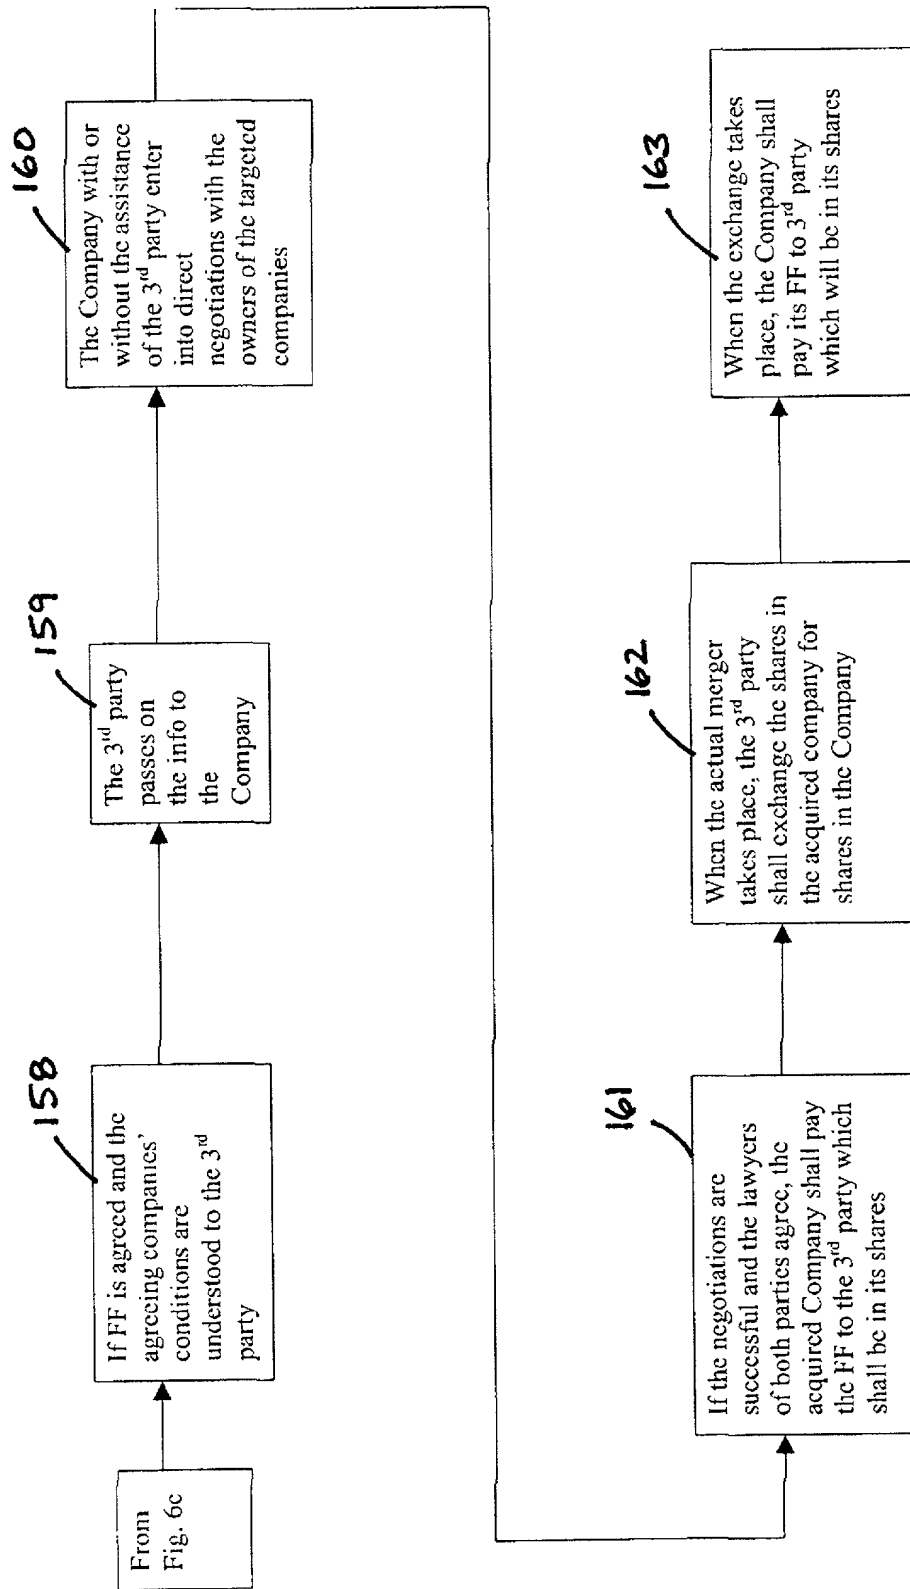 From
Fig. 6c
158
If FF is agreed and the
agreeing companies'
conditions are
understood to the 3rd
party
159
The 3rd party
passes on
the info to
the
Company
160
The Company with or
without the assistance
of the 3rd party enter
into direct
negotiations with the
owners of the targeted
companies
161
If the negotiations are
successful and the lawyers
of both parties agree, the
acquired Company shall pay
the FF to the 3rd party which
shall be in its shares
162
When the actual merger
takes place, the 3rd party
shall exchange the shares in
the acquired company for
shares in the Company
163
When the exchange takes
place, the Company shall
pay its FF to 3rd party
which will be in its shares